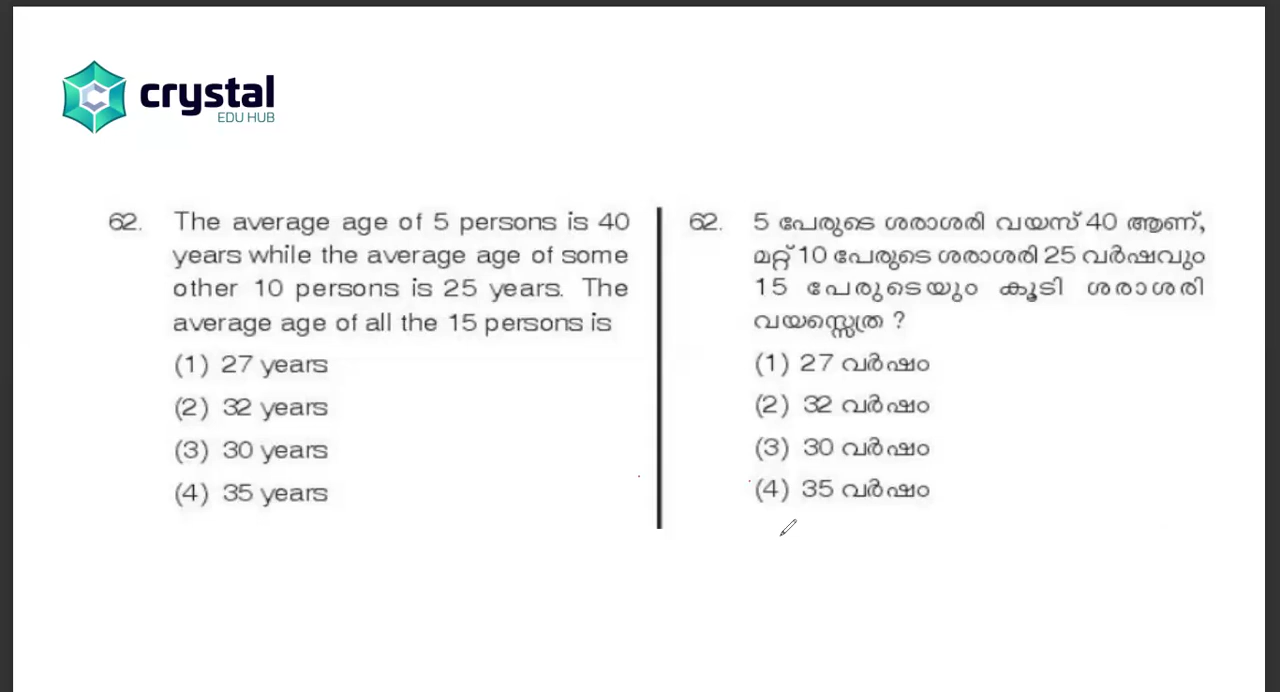 crystal
EDU HUB
62. The average age of 5 persons is 40
years while the average age of some
other 10 persons is 25 years. The
average age of all the 15 persons is
(1) 27 years
(2) 32 years
(3) 30 years
(4) 35 years
62. 5 പേരുടെ ശരാശരി വയസ് 40 ആണ്,
മറ്റ് 10 പേരുടെ ശരാശരി 25 വർഷവും
15 പേരുടെയും കൂടി ശരാശരി
വയസ്സെത്ര ?
(1) 27 വർഷം
(2) 32 വർഷം
(3) 30 വർഷം
(4) 35 വർഷം